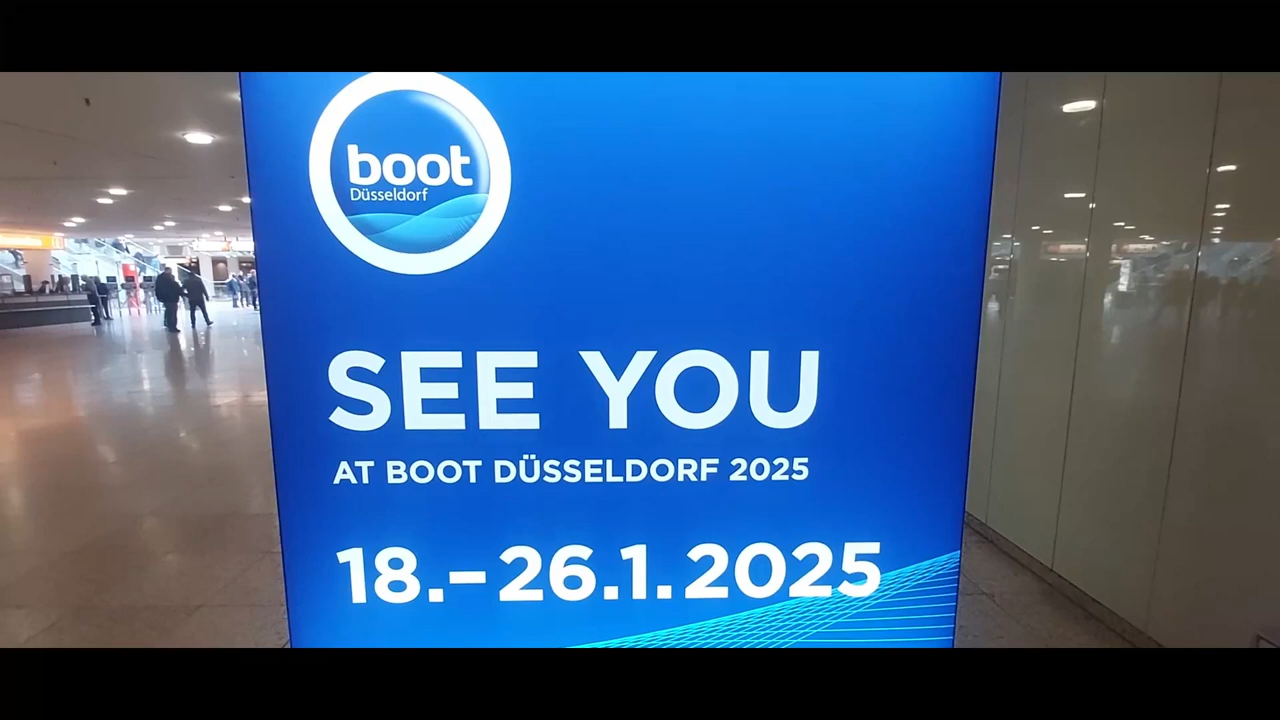 boot
Düsseldorf
SEE YOU
AT BOOT DÜSSELDORF 2025
18.–26.1.2025